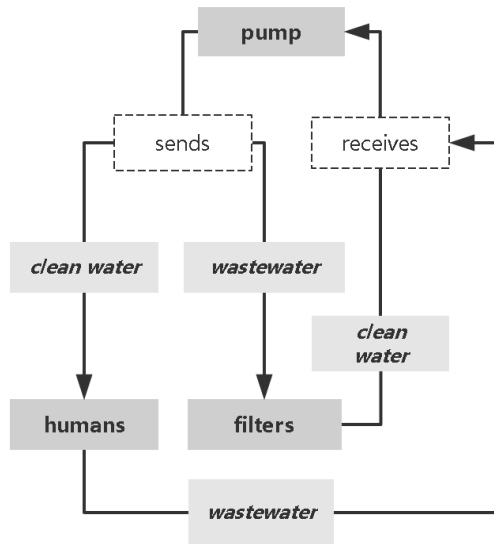 pump
sends
receives
clean water
wastewater
clean
water
humans
filters
wastewater